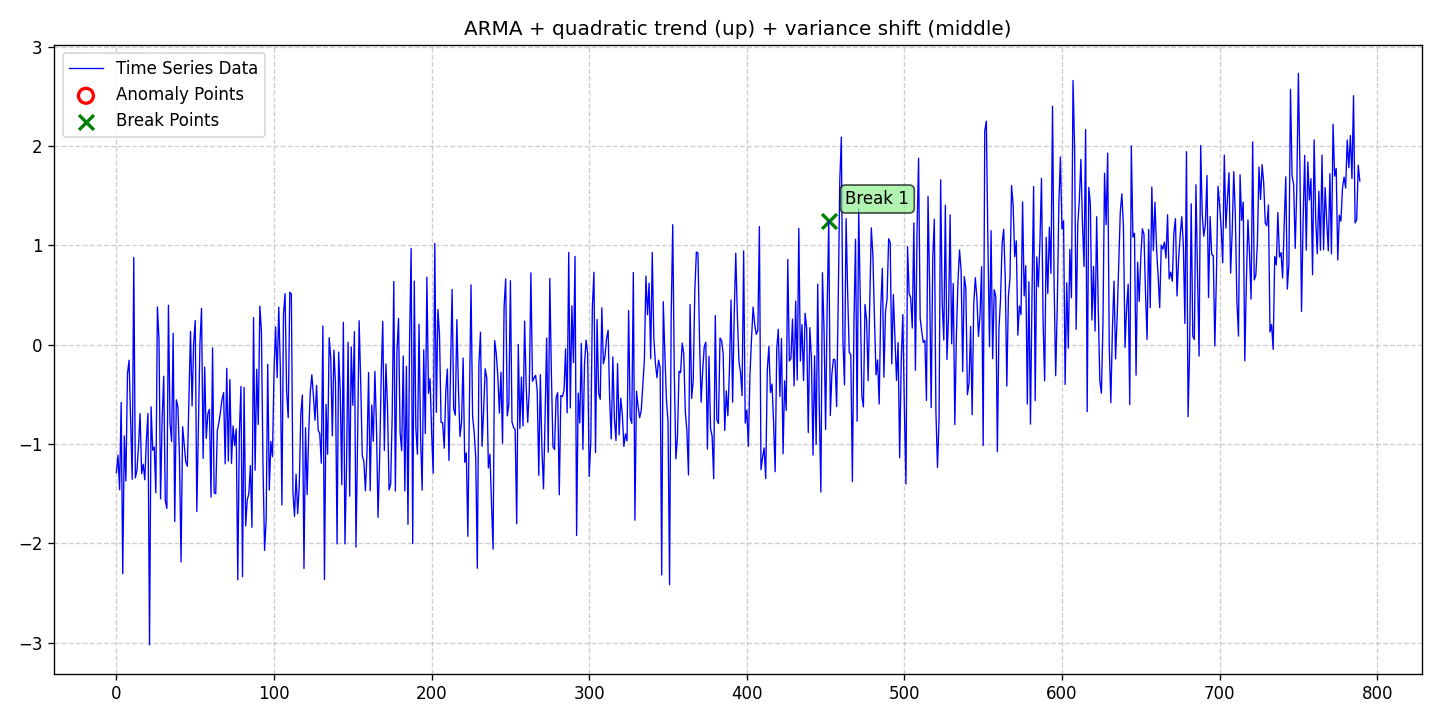 ARMA + quadratic trend (up) + variance shift (middle)
Time Series Data
Anomaly Points
Break Points
Break 1
3
2
1
0
−1
−2
−3
0 100 200 300 400 500 600 700 800